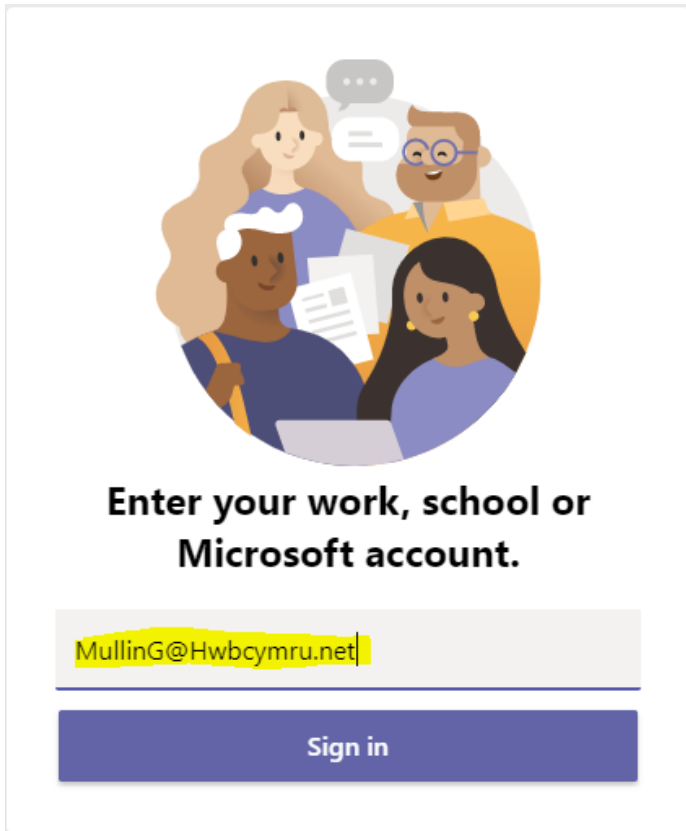 Enter your work, school or
Microsoft account.
MullinG@Hwbcymru.net
Sign in